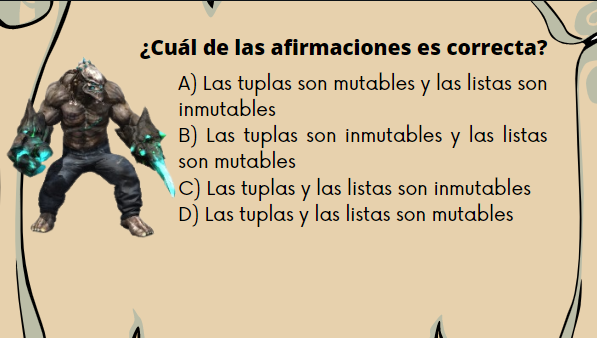 ¿Cuál de las afirmaciones es correcta?
A) Las tuplas son mutables y las listas son
inmutables
B) Las tuplas son inmutables y las listas
son mutables
C) Las tuplas y las listas son inmutables
D) Las tuplas y las listas son mutables